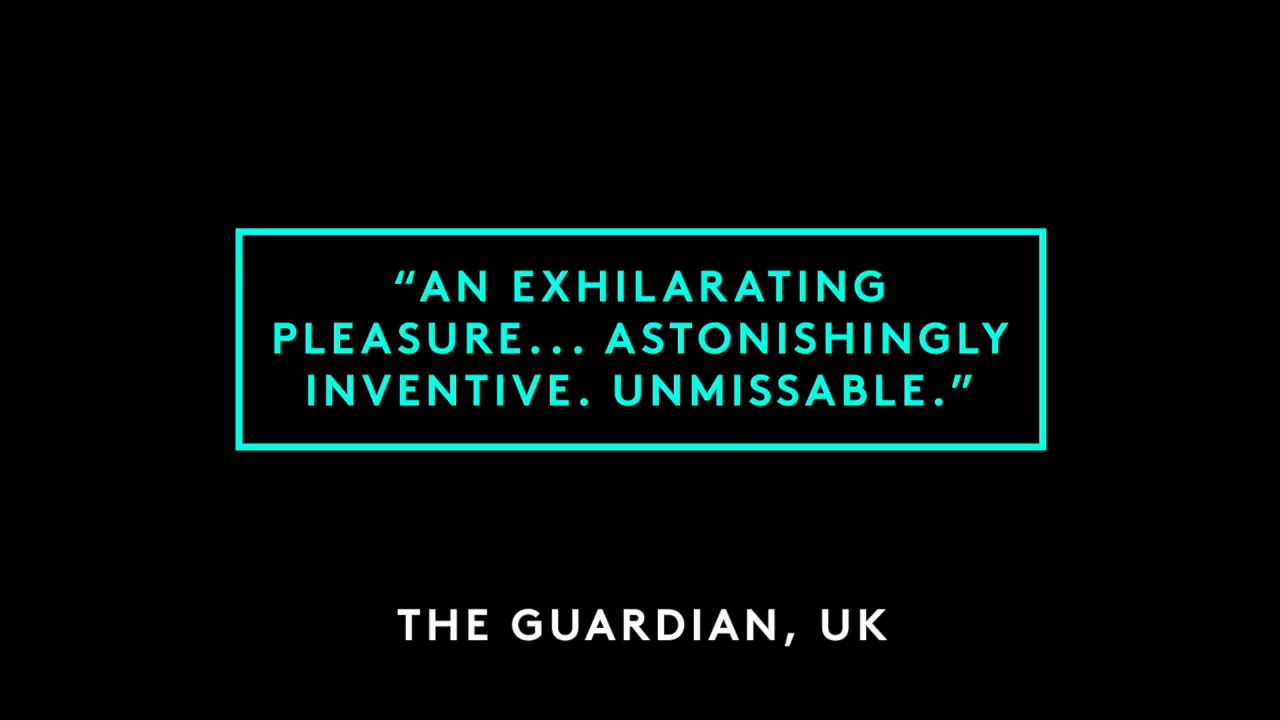 “AN EXHILARATING
PLEASURE... ASTONISHINGLY
INVENTIVE. UNMISSABLE.”
THE GUARDIAN, UK